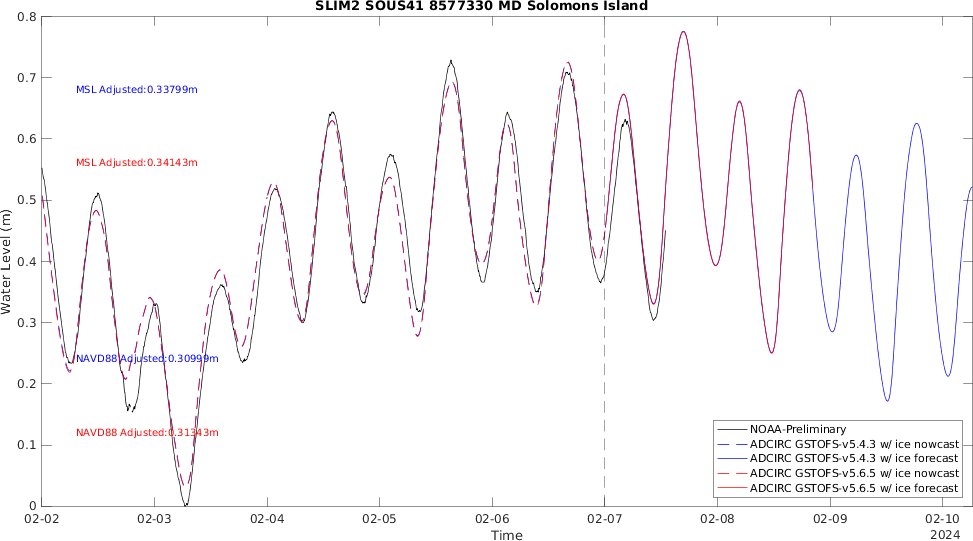 SLIM2 SOUS41 8577330 MD Solomons Island
0.8
0.7
0.6
0.5
0.4
0.3
0.2
0.1
0
Water Level (m)
MSL Adjusted:0.33799m
MSL Adjusted:0.34143m
NAVD88 Adjusted:0.30999m
NAVD88 Adjusted:0.31343m
NOAA-Preliminary
ADCIRC GSTOFS-v5.4.3 w/ ice nowcast
ADCIRC GSTOFS-v5.4.3 w/ ice forecast
ADCIRC GSTOFS-v5.6.5 w/ ice nowcast
ADCIRC GSTOFS-v5.6.5 w/ ice forecast
02-02 02-03 02-04 02-05 02-06 02-07 02-08 02-09 02-10
Time 2024